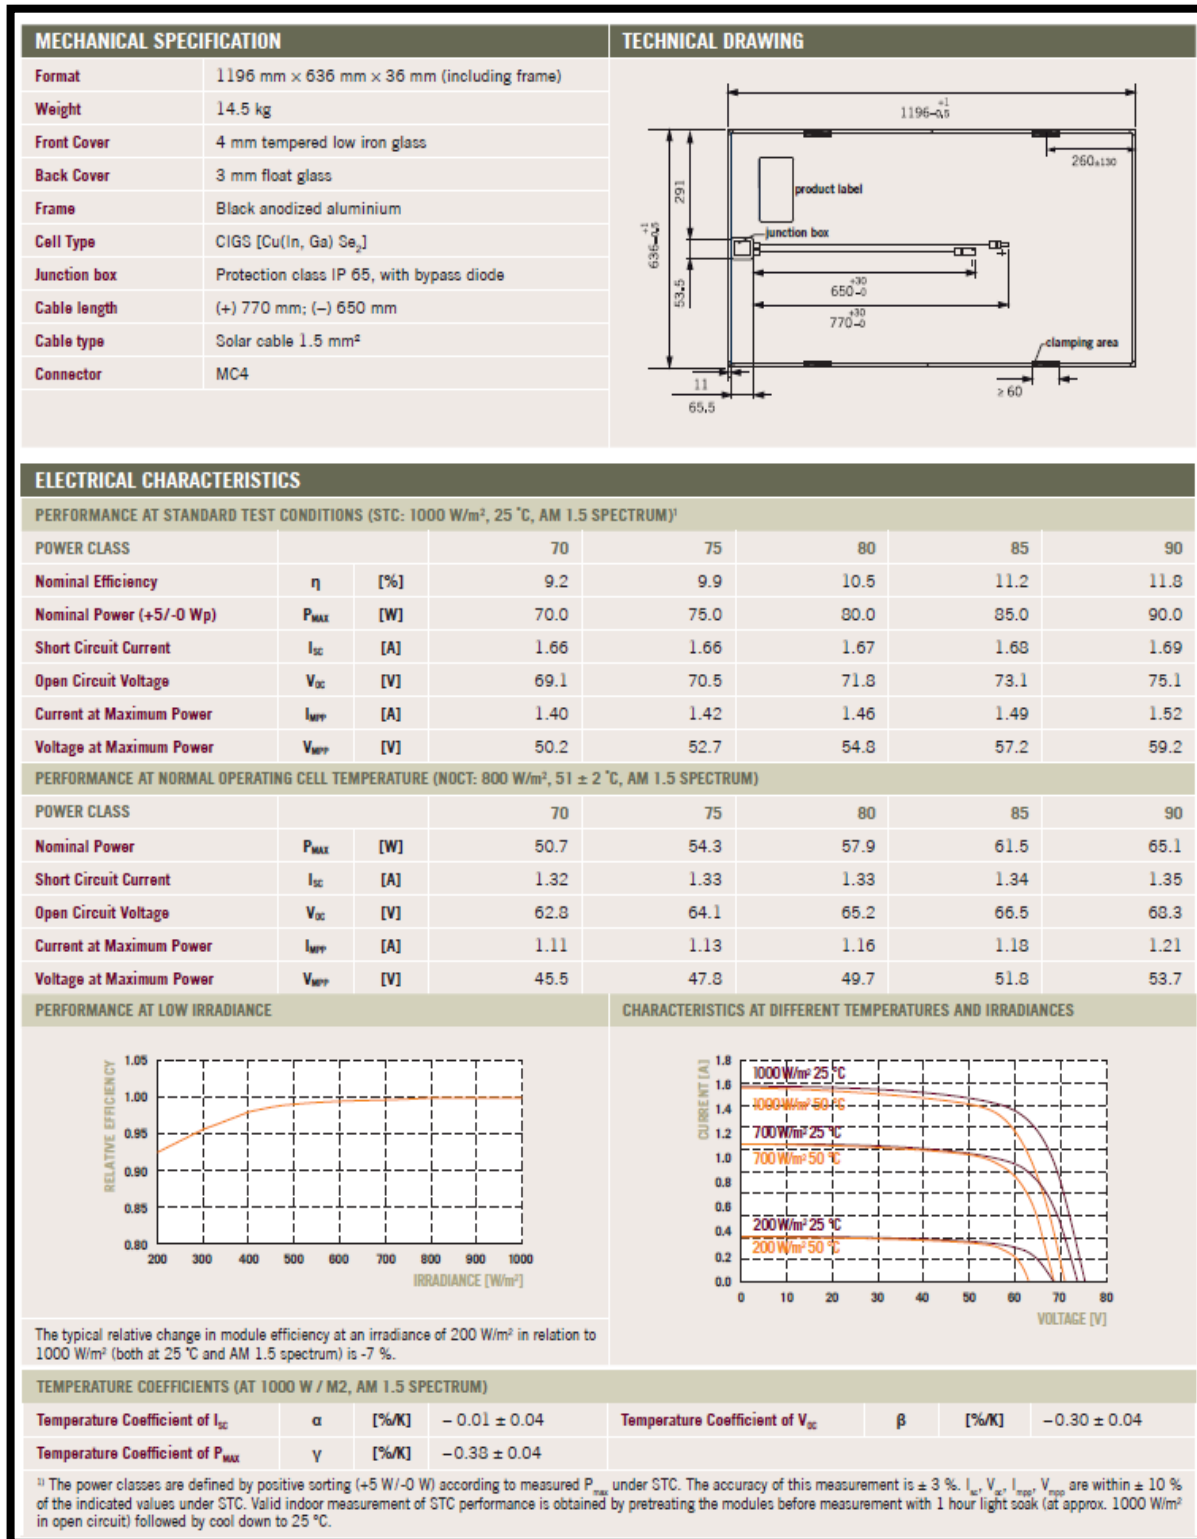 MECHANICAL SPECIFICATION
Format 1196 mm × 636 mm × 36 mm (including frame)
Weight 14.5 kg
Front Cover 4 mm tempered low iron glass
Back Cover 3 mm float glass
Frame Black anodized aluminium
Cell Type CIGS [Cu(In, Ga) Se₂]
Junction box Protection class IP 65, with bypass diode
Cable length (+) 770 mm; (–) 650 mm
Cable type Solar cable 1.5 mm²
Connector MC4
TECHNICAL DRAWING
1196 +1 -0,5
260±130
291
product label
636 +1 -0,5
junction box
53.5
650 +30 -0
770 +30 -0
clamping area
11
≥ 60
65.5
ELECTRICAL CHARACTERISTICS
PERFORMANCE AT STANDARD TEST CONDITIONS (STC: 1000 W/m², 25 ˚C, AM 1.5 SPECTRUM)¹
POWER CLASS 70 75 80 85 90
Nominal Efficiency η [%] 9.2 9.9 10.5 11.2 11.8
Nominal Power (+5/-0 Wp) PMAX [W] 70.0 75.0 80.0 85.0 90.0
Short Circuit Current ISC [A] 1.66 1.66 1.67 1.68 1.69
Open Circuit Voltage VOC [V] 69.1 70.5 71.8 73.1 75.1
Current at Maximum Power IMPP [A] 1.40 1.42 1.46 1.49 1.52
Voltage at Maximum Power VMPP [V] 50.2 52.7 54.8 57.2 59.2
PERFORMANCE AT NORMAL OPERATING CELL TEMPERATURE (NOCT: 800 W/m², 51 ± 2 ˚C, AM 1.5 SPECTRUM)
POWER CLASS 70 75 80 85 90
Nominal Power PMAX [W] 50.7 54.3 57.9 61.5 65.1
Short Circuit Current ISC [A] 1.32 1.33 1.33 1.34 1.35
Open Circuit Voltage VOC [V] 62.8 64.1 65.2 66.5 68.3
Current at Maximum Power IMPP [A] 1.11 1.13 1.16 1.18 1.21
Voltage at Maximum Power VMPP [V] 45.5 47.8 49.7 51.8 53.7
PERFORMANCE AT LOW IRRADIANCE
RELATIVE EFFICIENCY
1.05
1.00
0.95
0.90
0.85
0.80
200 300 400 500 600 700 800 900 1000
IRRADIANCE [W/m²]
The typical relative change in module efficiency at an irradiance of 200 W/m² in relation to
1000 W/m² (both at 25 ˚C and AM 1.5 spectrum) is -7 %.
CHARACTERISTICS AT DIFFERENT TEMPERATURES AND IRRADIANCES
CURRENT [A]
1.8
1.6
1.4
1.2
1.0
0.8
0.6
0.4
0.2
0.0
1000 W/m² 25 °C
1000 W/m² 50 °C
700 W/m² 25 °C
700 W/m² 50 °C
200 W/m² 25 °C
200 W/m² 50 °C
0 10 20 30 40 50 60 70 80
VOLTAGE [V]
TEMPERATURE COEFFICIENTS (AT 1000 W / M2, AM 1.5 SPECTRUM)
Temperature Coefficient of ISC α [%/K] – 0.01 ± 0.04 Temperature Coefficient of VOC β [%/K] –0.30 ± 0.04
Temperature Coefficient of PMAX γ [%/K] –0.38 ± 0.04
¹⁾ The power classes are defined by positive sorting (+5 W/-0 W) according to measured Pmax under STC. The accuracy of this measurement is ± 3 %. Isc, Voc, Impp, Vmpp are within ± 10 %
of the indicated values under STC. Valid indoor measurement of STC performance is obtained by pretreating the modules before measurement with 1 hour light soak (at approx. 1000 W/m²
in open circuit) followed by cool down to 25 °C.